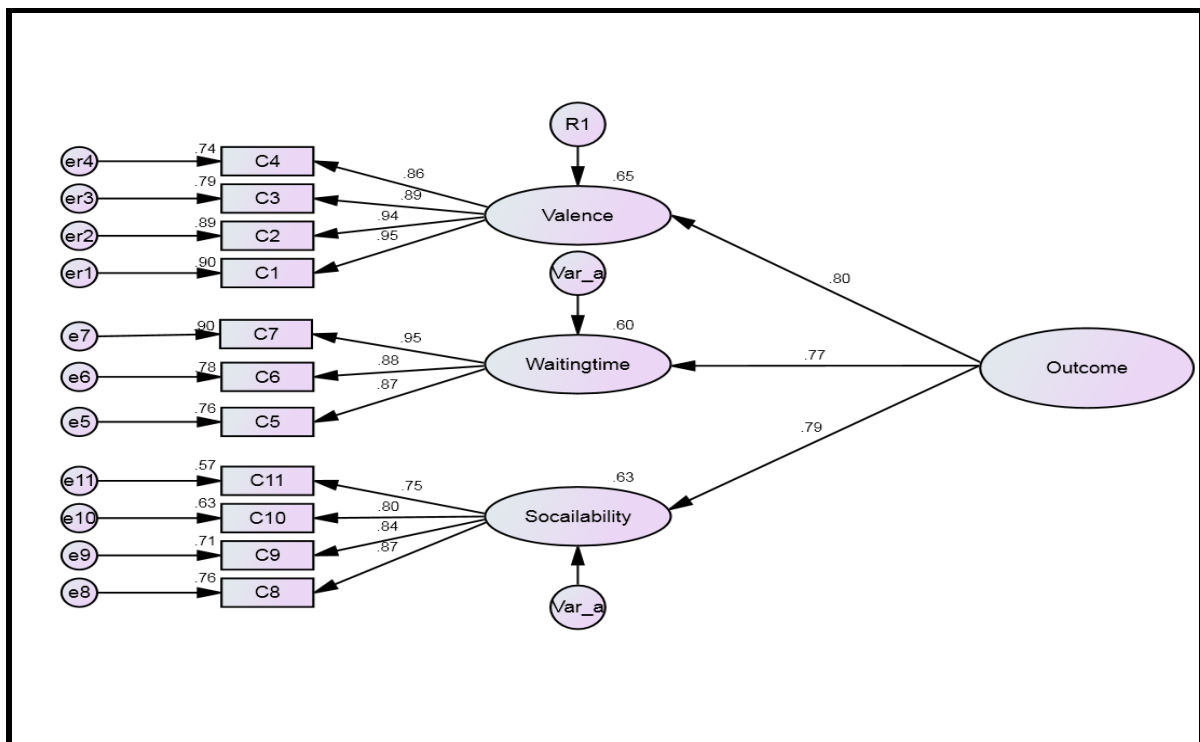 R1
er4
.74
C4
.86
.65
er3
.79
C3
.89
Valence
er2
.89
C2
.94
er1
.90
C1
.95
Var_a
.80
e7
.90
C7
.95
.60
e6
.78
C6
.88
Waitingtime
.77
Outcome
e5
.76
C5
.87
.79
e11
.57
C11
.75
.63
e10
.63
C10
.80
Socailability
e9
.71
C9
.84
e8
.76
C8
.87
Var_a